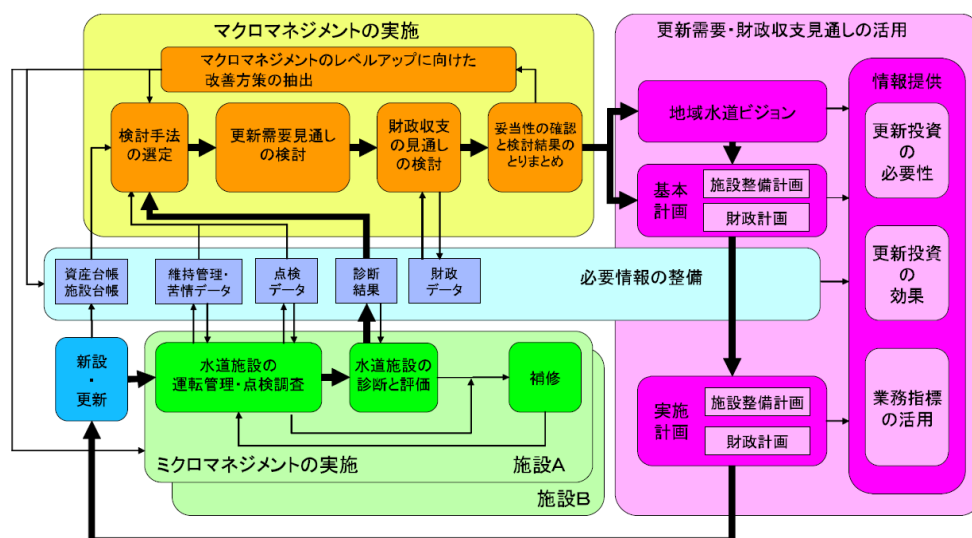 マクロマネジメントの実施
マクロマネジメントのレベルアップに向けた
改善方策の抽出
検討手法
の選定
更新需要見通し
の検討
財政収支
の見通し
の検討
妥当性の確認
と検討結果の
とりまとめ
更新需要・財政収支見通しの活用
地域水道ビジョン
基本
計画
施設整備計画
財政計画
実施
計画
施設整備計画
財政計画
情報提供
更新投資
の
必要性
更新投資
の
効果
業務指標
の活用
必要情報の整備
資産台帳
施設台帳
維持管理・
苦情データ
点検
データ
診断
結果
財政
データ
新設
・
更新
水道施設の
運転管理・点検調査
水道施設の
診断と評価
補修
ミクロマネジメントの実施
施設A
施設B